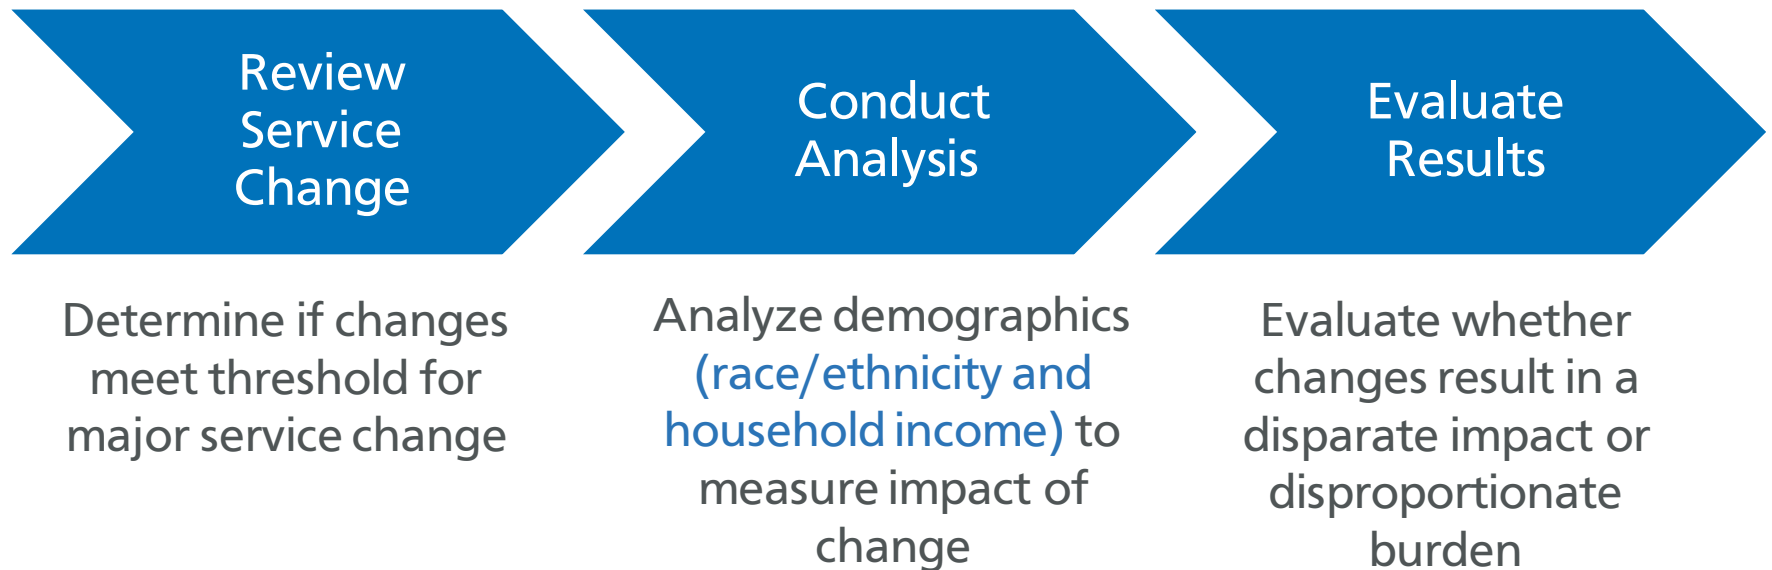 Review
Service
Change
Determine if changes
meet threshold for
major service change
Conduct
Analysis
Analyze demographics
(race/ethnicity and
household income) to
measure impact of
change
Evaluate
Results
Evaluate whether
changes result in a
disparate impact or
disproportionate
burden